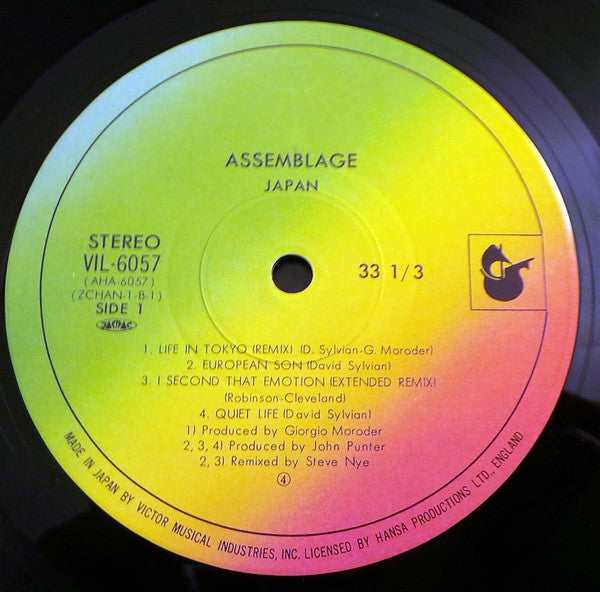 ASSEMBLAGE
JAPAN
STEREO
VIL-6057
(AHA-6057)
(ZCHAN-1-B-1)
SIDE 1
JASRAC
33 1/3
1. LIFE IN TOKYO (REMIX) (D. Sylvian-G. Moroder)
2. EUROPEAN SON (David Sylvian)
3. I SECOND THAT EMOTION (EXTENDED REMIX)
(Robinson-Cleveland)
4. QUIET LIFE (David Sylvian)
1) Produced by Giorgio Moroder
2, 3, 4) Produced by John Punter
2, 3) Remixed by Steve Nye
④
MADE IN JAPAN BY VICTOR MUSICAL INDUSTRIES, INC. LICENSED BY HANSA PRODUCTIONS LTD., ENGLAND